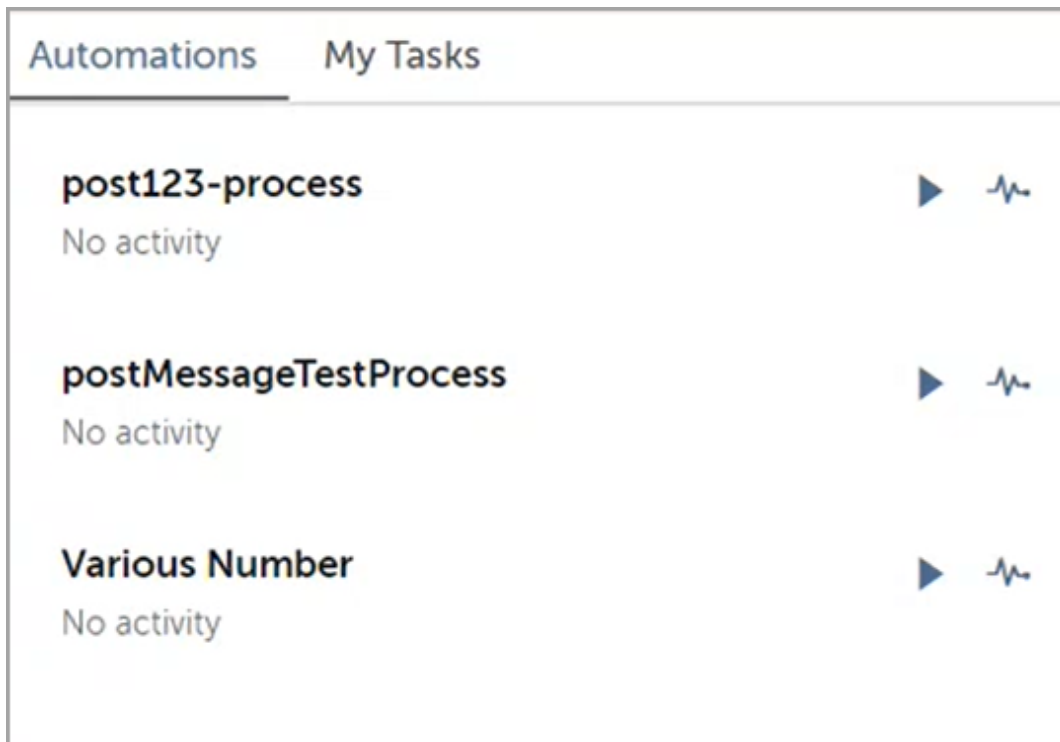 Automations My Tasks
post123-process
No activity
postMessageTestProcess
No activity
Various Number
No activity